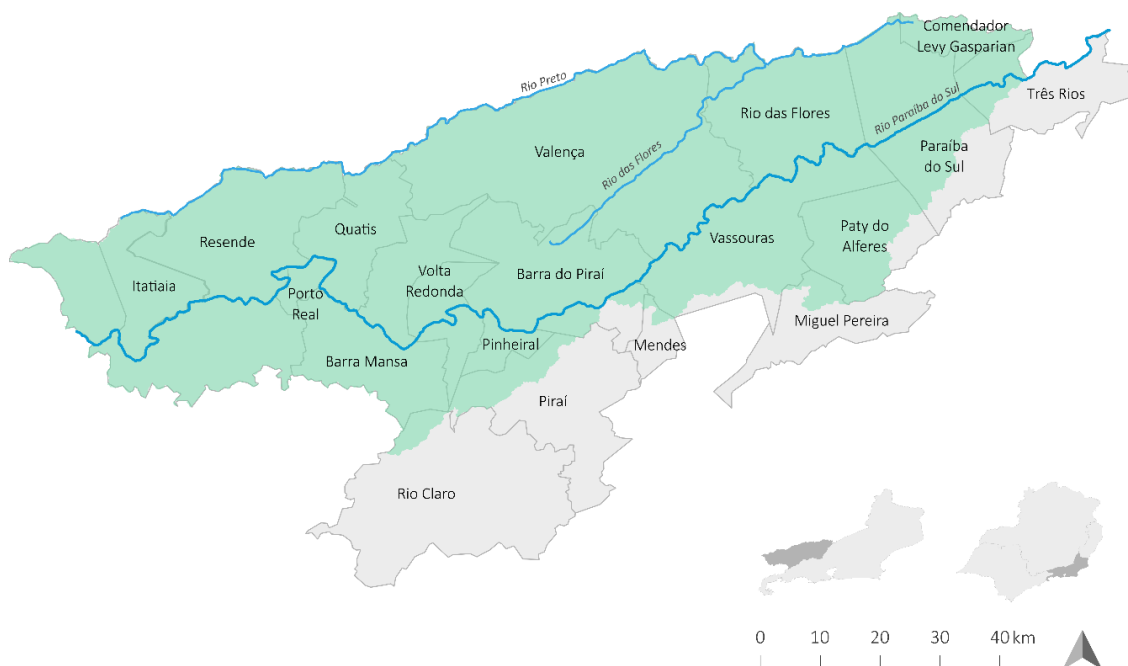 Comendador
Levy Gasparian
Rio Preto
Três Rios
Rio Paraíba do Sul
Rio das Flores
Paraíba
do Sul
Valença
Rio das Flores
Quatis
Resende
Vassouras
Paty do
Alferes
Volta
Redonda
Barra do Piraí
Itatiaia
Porto
Real
Miguel Pereira
Pinheiral
Mendes
Barra Mansa
Piraí
Rio Claro
0 10 20 30 40 km